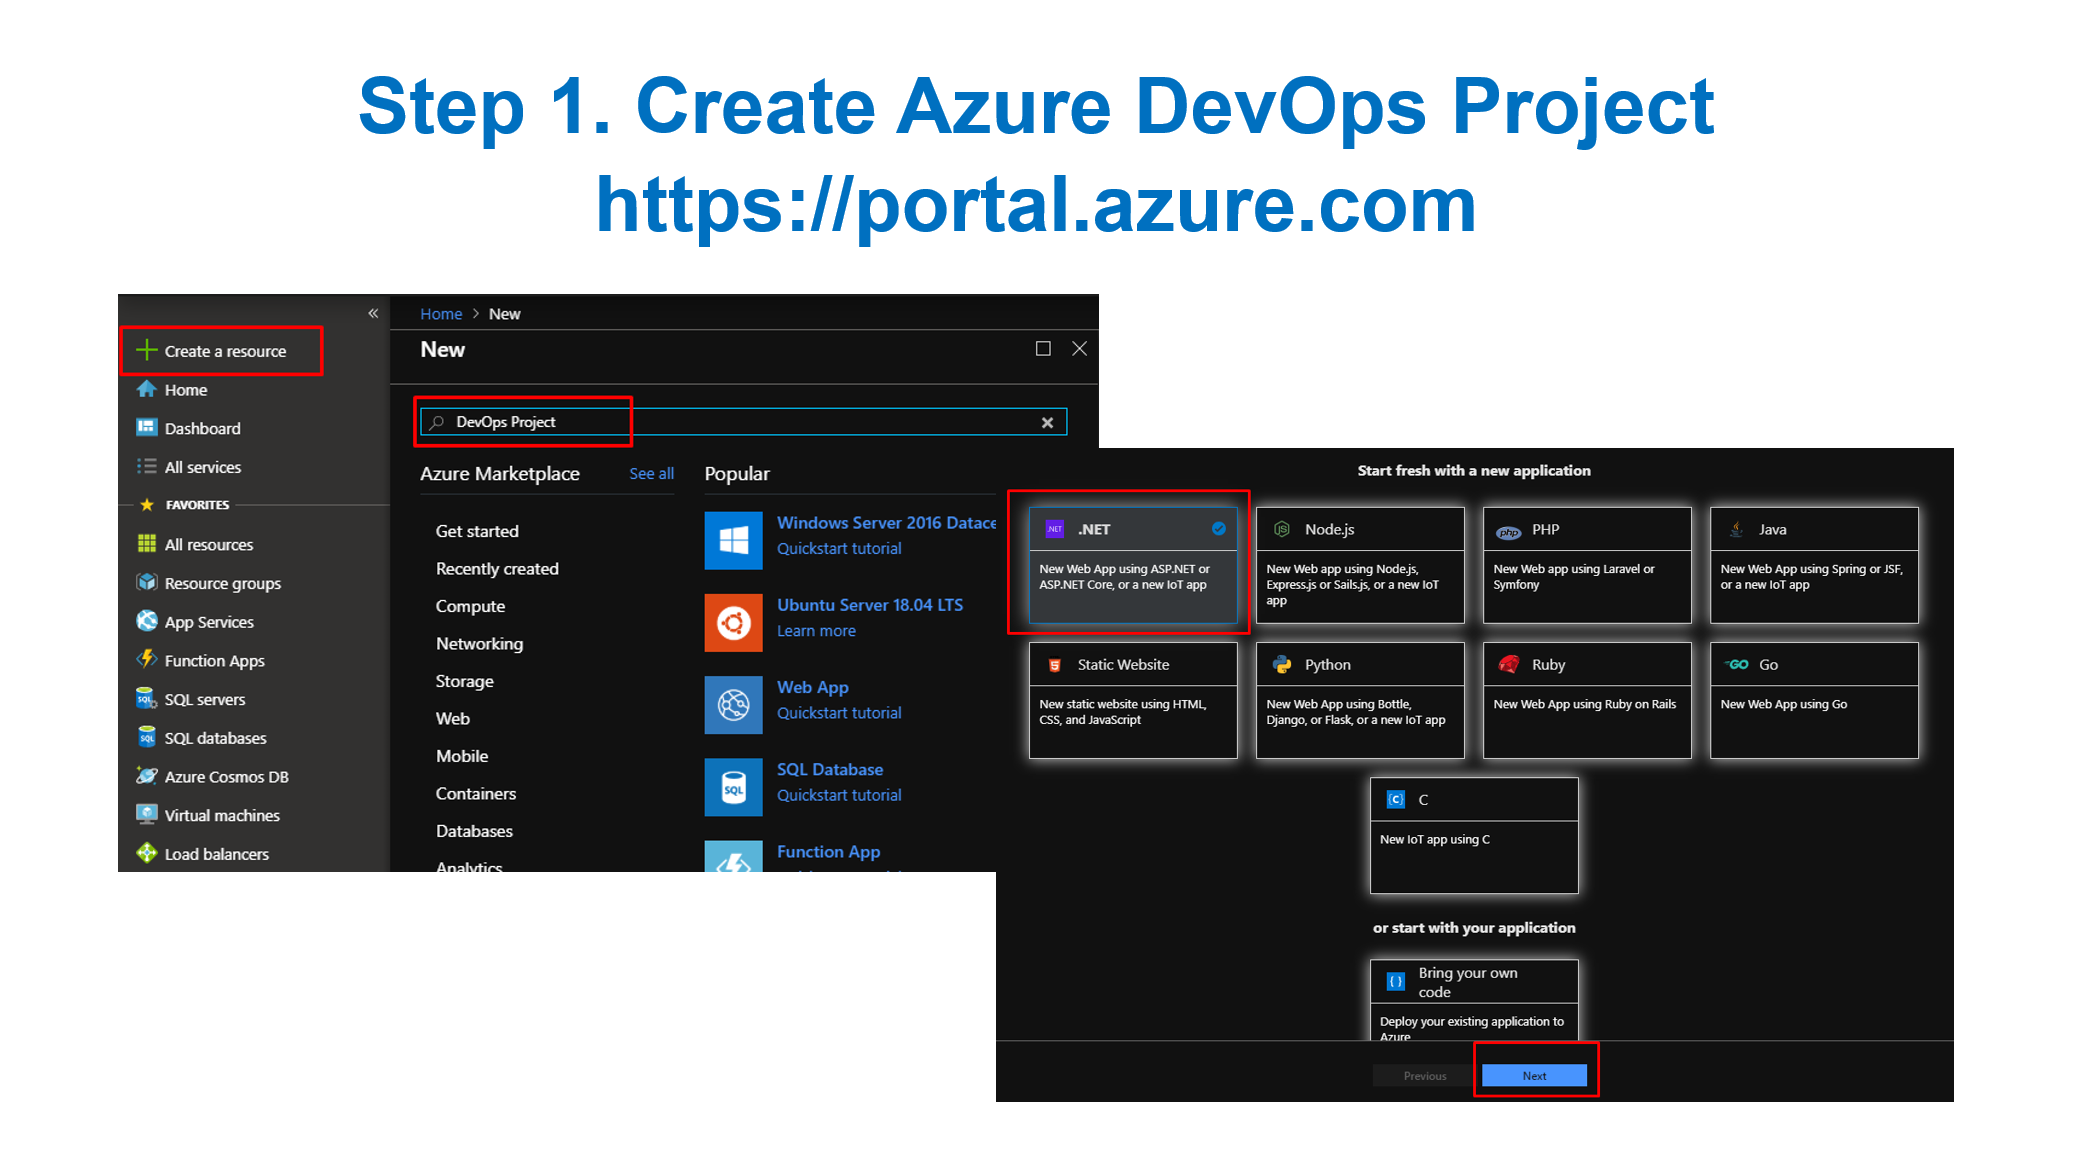 Step 1. Create Azure DevOps Project
https://portal.azure.com
«
Create a resource
Home
Dashboard
All services
FAVORITES
All resources
Resource groups
App Services
Function Apps
SQL servers
SQL databases
Azure Cosmos DB
Virtual machines
Load balancers
Home > New
New
DevOps Project
Azure Marketplace
See all
Get started
Recently created
Compute
Networking
Storage
Web
Mobile
Containers
Databases
Analytics
Popular
Windows Server 2016 Datace
Quickstart tutorial
Ubuntu Server 18.04 LTS
Learn more
Web App
Quickstart tutorial
SQL Database
Quickstart tutorial
Function App
Start fresh with a new application
.NET
New Web App using ASP.NET or
ASP.NET Core, or a new IoT app
Node.js
New Web app using Node.js,
Express.js or Sails.js, or a new IoT
app
PHP
New Web app using Laravel or
Symfony
Java
New Web App using Spring or JSF,
or a new IoT app
Static Website
New static website using HTML,
CSS, and JavaScript
Python
New Web App using Bottle,
Django, or Flask, or a new IoT app
Ruby
New Web App using Ruby on Rails
Go
New Web App using Go
C
New IoT app using C
or start with your application
Bring your own
code
Deploy your existing application to
Azure
Previous
Next